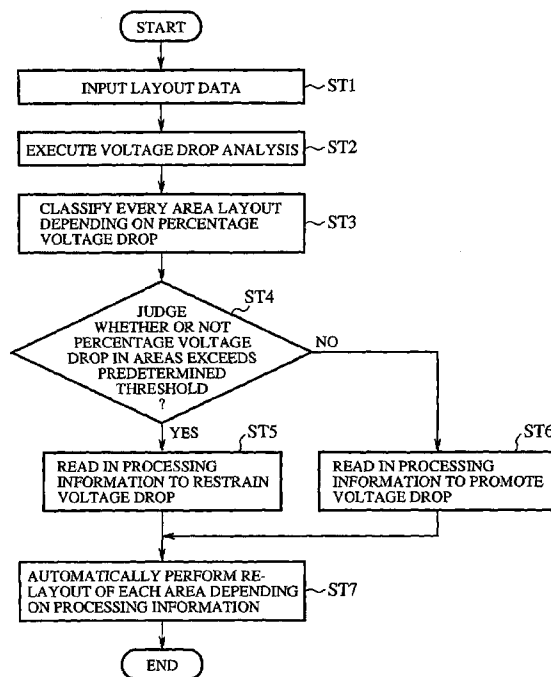 START
INPUT LAYOUT DATA
ST1
EXECUTE VOLTAGE DROP ANALYSIS
ST2
CLASSIFY EVERY AREA LAYOUT
DEPENDING ON PERCENTAGE
VOLTAGE DROP
ST3
ST4
JUDGE
WHETHER OR NOT
PERCENTAGE VOLTAGE
DROP IN AREAS EXCEEDS
PREDETERMINED
THRESHOLD
?
NO
YES
ST5
READ IN PROCESSING
INFORMATION TO RESTRAIN
VOLTAGE DROP
ST6
READ IN PROCESSING
INFORMATION TO PROMOTE
VOLTAGE DROP
AUTOMATICALLY PERFORM RE-
LAYOUT OF EACH AREA DEPENDING
ON PROCESSING INFORMATION
ST7
END